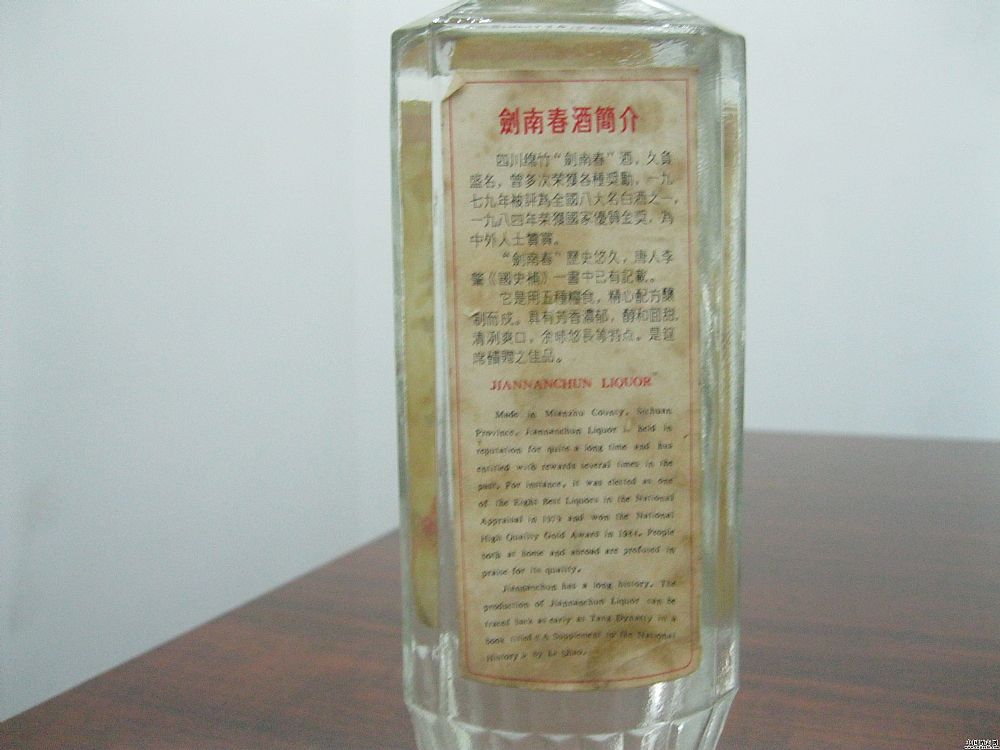 劍南春酒簡介
四川绵竹“劍南春”酒，久負
盛名，曾多次荣獲各種奨勵，一九
七九年被評為全國八大名白酒之一，
一九八四年荣獲國家優質金奨，為
中外人士賛賞。
“劍南春”歷史悠久，唐人李
肇《國史補》一書中已有記載。
它是用五種糧食，精心配方釀
制而成。具有芳香濃郁，醇和回甜，
清洌爽口，余味悠長等特点。是筵
席饋贈之佳品。
JIANNANCHUN LIQUOR
Made in Mianzhu County, Sichuan
Province, Jiannanchun Liquor is held in
reputation for quite a long time and has
entitled with rewards several times in the
past. For instance, it was elected as one
of the Eight Best Liquors in the National
Appraisal in 1979 and won the National
High Quality Gold Award in 1984. People
both at home and abroad are profused in
praise for its quality.
Jiannanchun has a long history. The
production of Jiannanchun Liquor can be
traced back as early as Tang Dynasty in a
book titled «A Supplement to the National
History» by Li Shao.